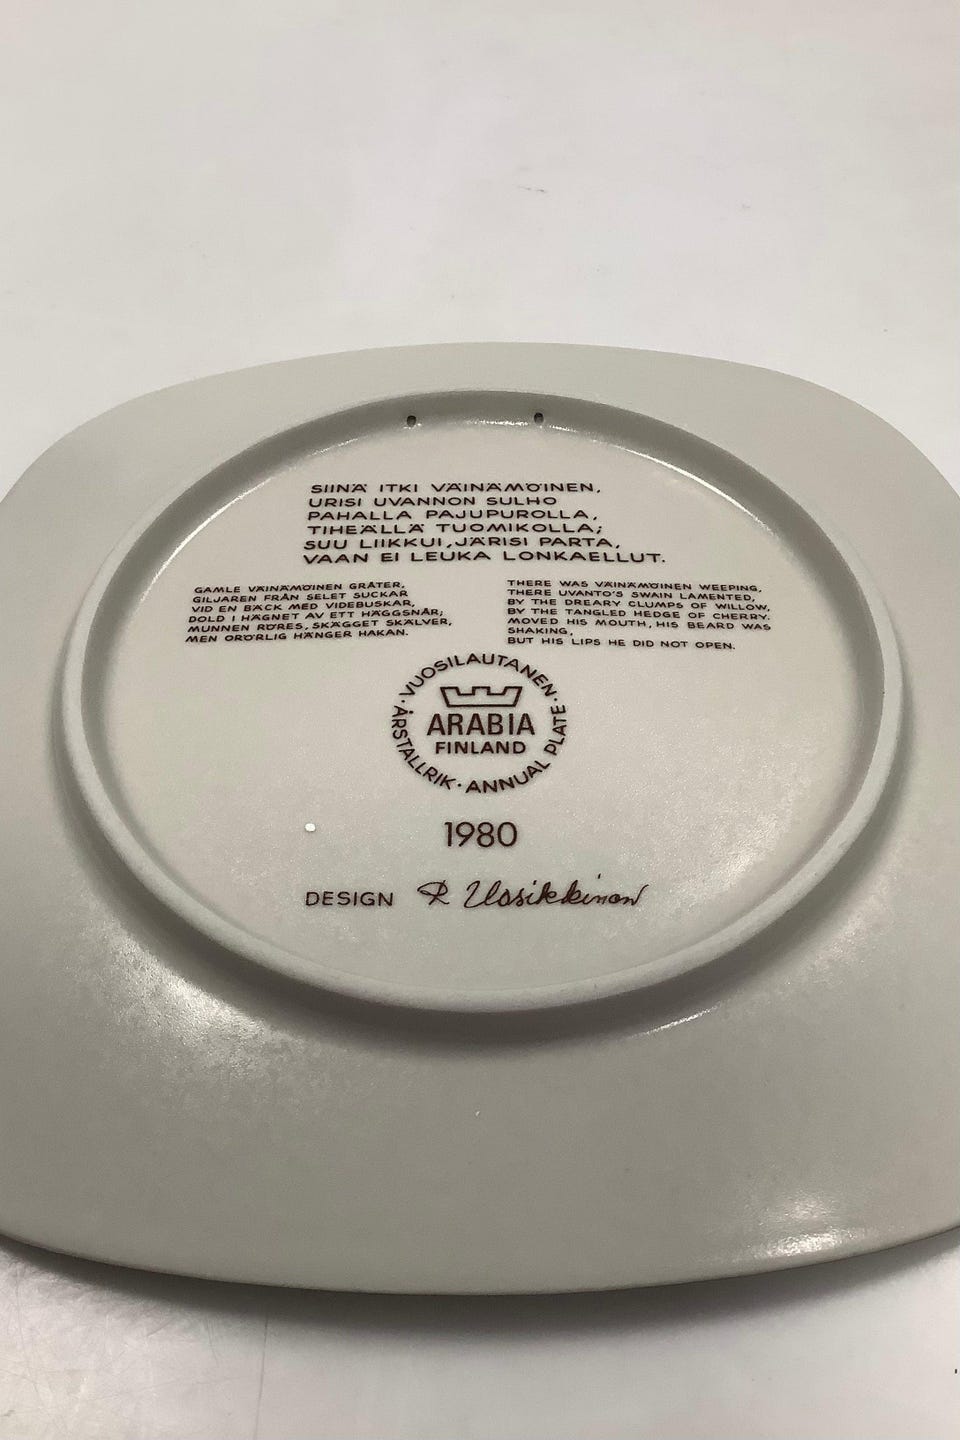 SIINÄ ITKI VÄINÄMÖINEN,
URISI UVANNON SULHO
PAHALLA PAJUPUROLLA,
TIHEÄLLÄ TUOMIKOLLA;
SUU LIIKKUI, JÄRISI PARTA,
VAAN EI LEUKA LONKAELLUT.
GAMLE VÄINÄMÖINEN GRÅTER,
GILJAREN FRÅN SELET SUCKAR
VID EN BÄCK MED VIDEBUSKAR,
DOLD I HÄGNET AV ETT HÄGGSNÅR;
MUNNEN RÖRES, SKÄGGET SKÄLVER,
MEN ORÖRLIG HÄNGER HAKAN.
THERE WAS VÄINÄMÖINEN WEEPING,
THERE UVANTO'S SWAIN LAMENTED,
BY THE DREARY CLUMPS OF WILLOW,
BY THE TANGLED HEDGE OF CHERRY.
MOVED HIS MOUTH, HIS BEARD WAS
SHAKING,
BUT HIS LIPS HE DID NOT OPEN.
· VUOSILAUTANEN · ANNUAL PLATE · ÅRSTALLRIK
ARABIA
FINLAND
1980
DESIGN R Uosikkinen